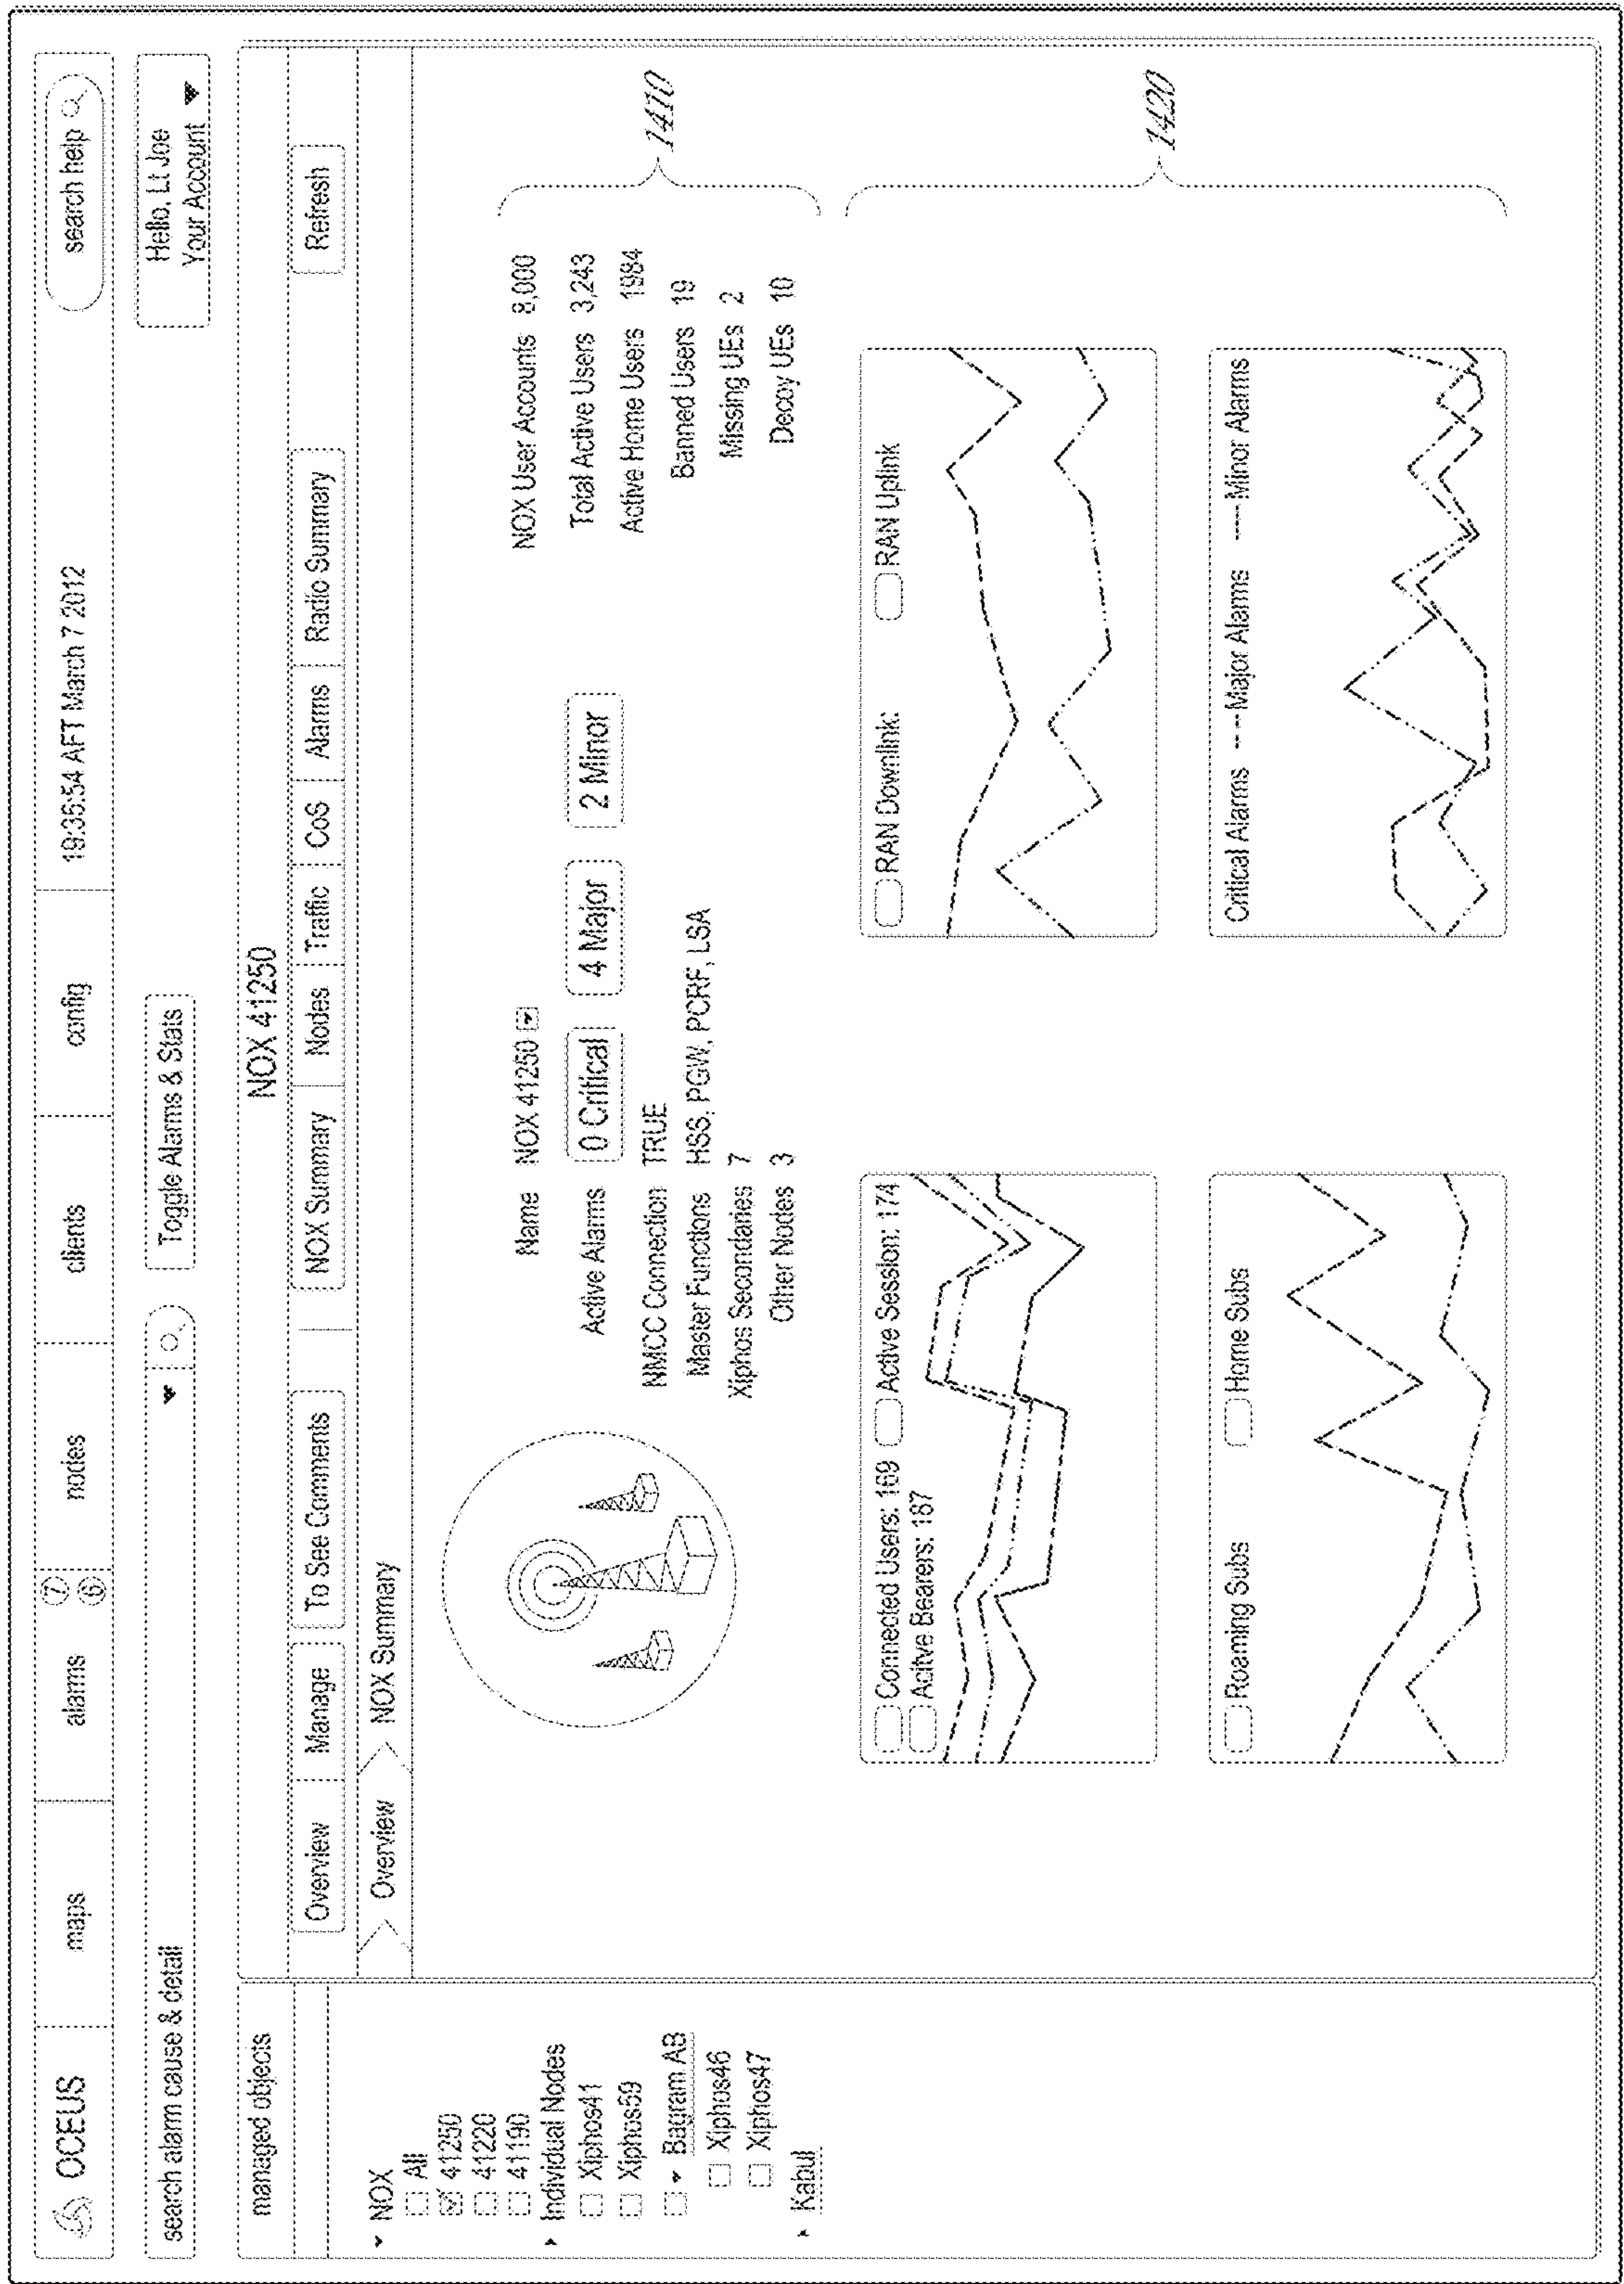 OCEUS
maps
alarms
7
6
nodes
clients
config
19:35:54 AFT March 7 2012
search help
search alarm cause & detail
Toggle Alarms & Stats
Hello, Lt Joe
Your Account
managed objects
NOX
All
41250
41220
41190
Individual Nodes
Xiphos41
Xiphos59
Bagram AB
Xiphos46
Xiphos47
Kabul
NOX 41250
Overview
Manage
To See Comments
NOX Summary
Nodes
Traffic
CoS
Alarms
Radio Summary
Refresh
Overview
NOX Summary
Name NOX 41250
Active Alarms 0 Critical 4 Major 2 Minor
NMCC Connection TRUE
Master Functions HSS, PGW, PCRF, LSA
Xiphos Secondaries 7
Other Nodes 3
NOX User Accounts 8,000
Total Active Users 3,243
Active Home Users 1984
Banned Users 19
Missing UEs 2
Decoy UEs 10
1410
Connected Users: 169 Active Session: 174
Acitve Bearers: 187
RAN Downlink: RAN Uplink
Roaming Subs Home Subs
Critical Alarms Major Alarms Minor Alarms
1420